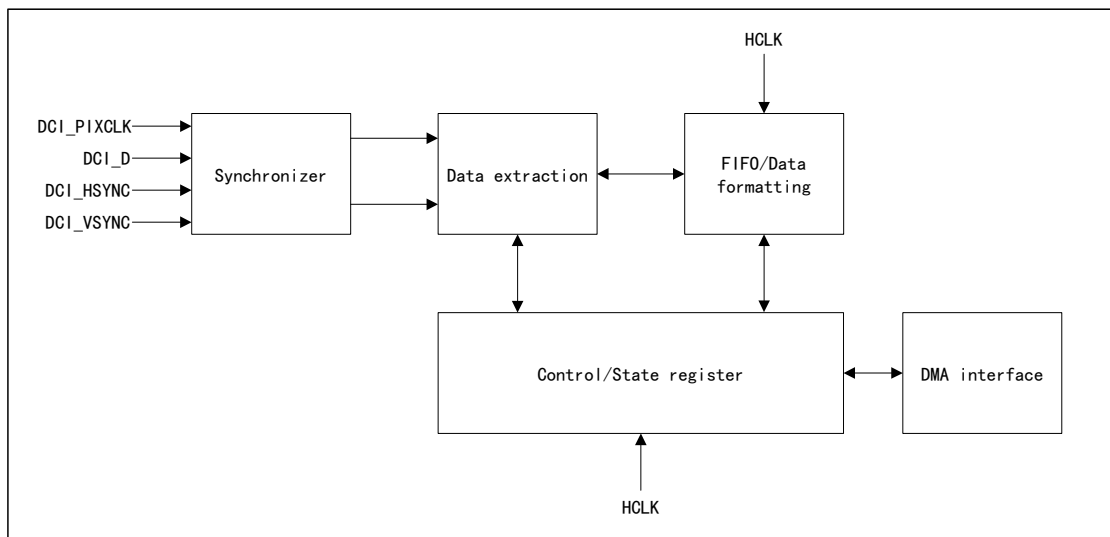 HCLK
DCI_PIXCLK
DCI_D
DCI_HSYNC
DCI_VSYNC
Synchronizer
Data extraction
FIFO/Data
formatting
Control/State register
DMA interface
HCLK